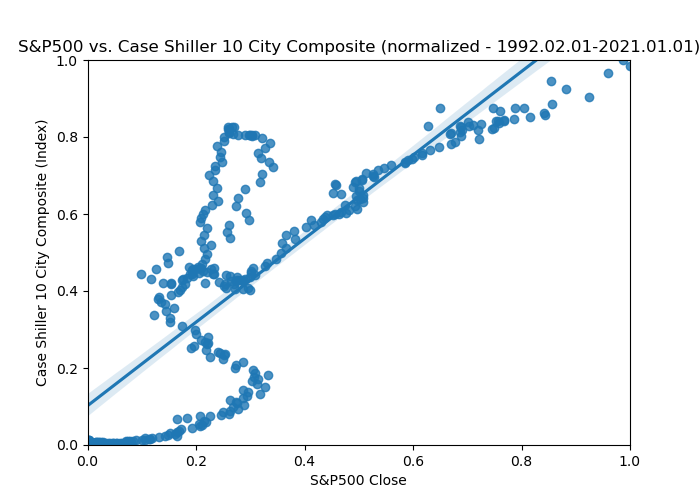 S&P500 vs. Case Shiller 10 City Composite (normalized - 1992.02.01-2021.01.01)
1.0
0.8
0.6
0.4
0.2
0.0
Case Shiller 10 City Composite (Index)
0.0 0.2 0.4 0.6 0.8 1.0
S&P500 Close